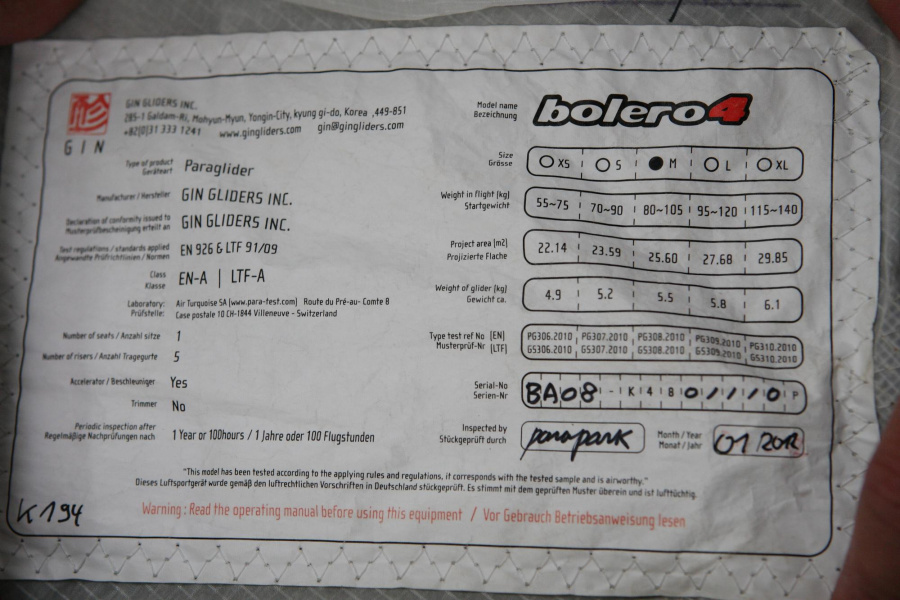 GIN
GIN GLIDERS INC.
285-1 Galdam-Ri, Mohyun-Myun, Yongin-City, kyung gi-do, Korea ,449-851
+82(0)31 333 1241 www.gingliders.com gin@gingliders.com
Type of product
Geräteart
Paraglider
Manufacturer / Hersteller
GIN GLIDERS INC.
Declaration of conformity issued to
Musterprüfbescheinigung erteilt an
GIN GLIDERS INC.
Test regulations / standards applied
Angewandte Prüfrichtlinien / Normen
EN 926 & LTF 91/09
Class
Klasse
EN-A | LTF-A
Laboratory:
Prüfstelle:
Air Turquoise SA (www.para-test.com) Route du Pré-au- Comte 8
Case postale 10 CH-1844 Villeneuve - Switzerland
Number of seats / Anzahl sitze
1
Number of risers / Anzahl Tragegurte
5
Accelerator / Beschleuniger
Yes
Trimmer
No
Periodic inspection after
Regelmäßige Nachprüfungen nach
1 Year or 100hours / 1 Jahre oder 100 Flugstunden
Model name
Bezeichnung
bolero4
Size
Grösse
XS S M L XL
Weight in flight (kg)
Startgewicht
55~75 70~90 80~105 95~120 115~140
Project area (m2)
Projizierte Flache
22.14 23.59 25.60 27.68 29.85
Weight of glider (kg)
Gewicht ca.
4.9 5.2 5.5 5.8 6.1
Type test ref No (EN)
Musterprüf-Nr (LTF)
PG306.2010 PG307.2010 PG308.2010 PG309.2010 PG310.2010
GS306.2010 GS307.2010 GS308.2010 GS309.2010 GS310.2010
Serial-No
Serien-Nr
BA08 - K48 01110 P
Inspected by
Stückgeprüft durch
parapark
Month / Year
Monat / Jahr
01/2012
"This model has been tested according to the applying rules and regulations, it corresponds with the tested sample and is airworthy."
Dieses Luftsportgerät wurde gemäß den luftrechtlichen Vorschriften in Deutschland stückgeprüft. Es stimmt mit dem geprüften Muster überein und ist lufttüchtig.
K194
Warning : Read the operating manual before using this equipment / Vor Gebrauch Betriebsanweisung lesen